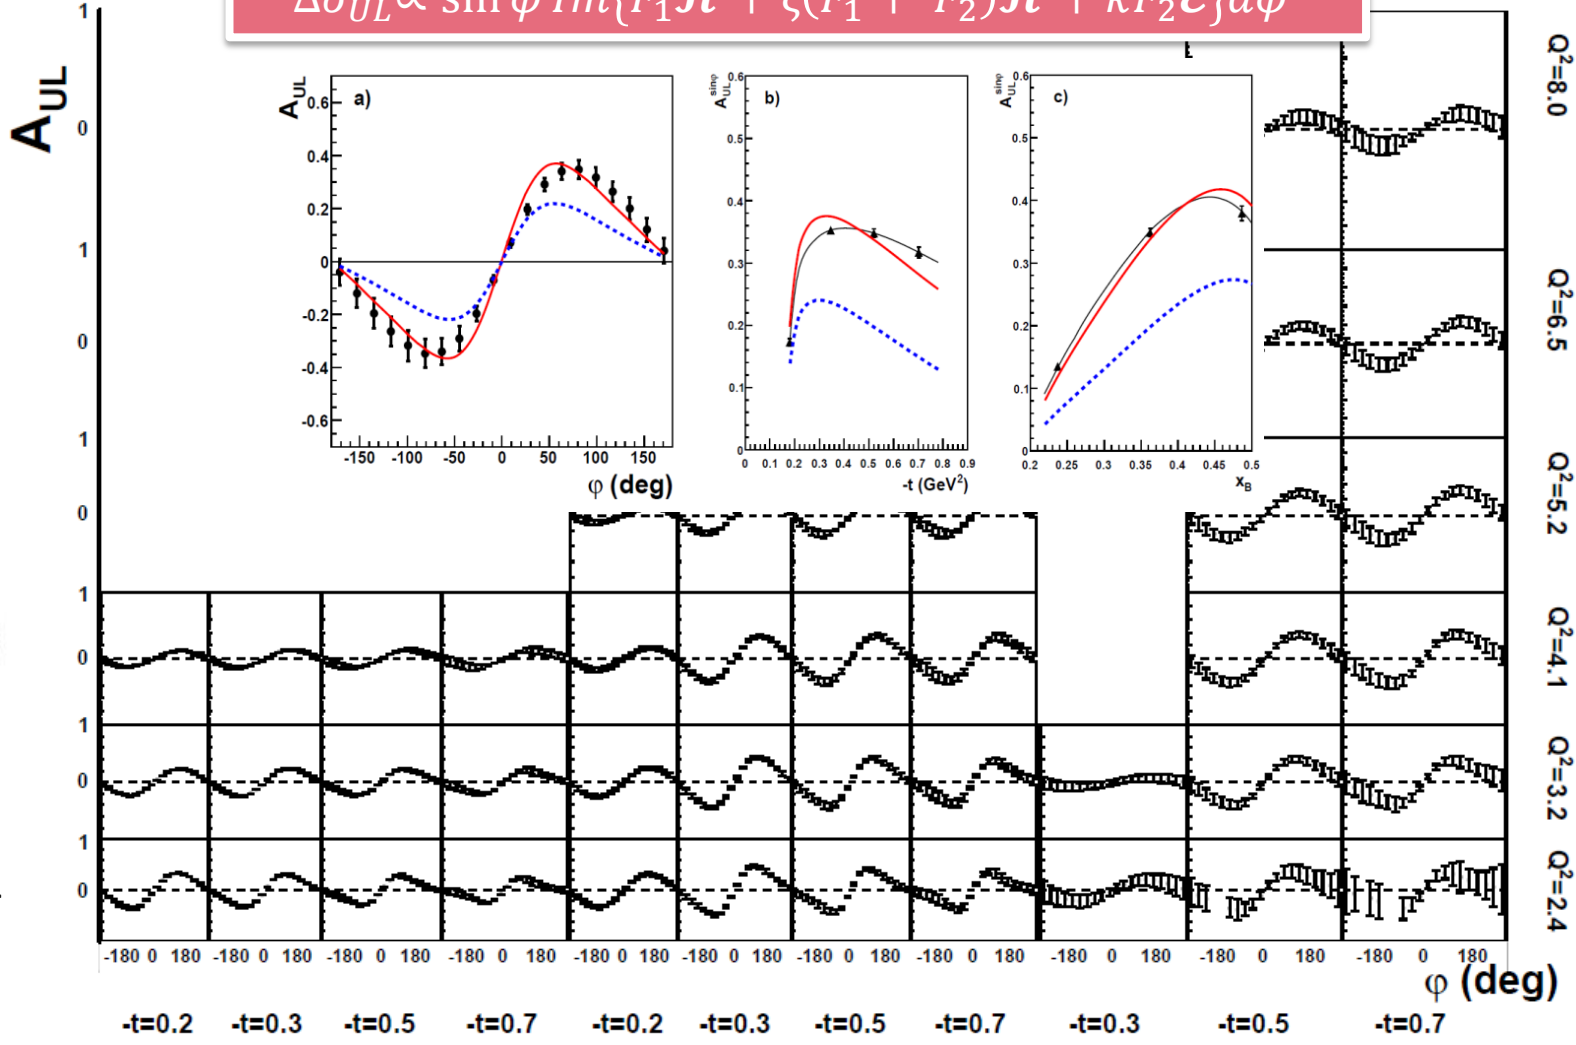 A_UL
1
0
1
0
1
0
1
0
1
0
1
0
A_UL
a)
0.6
0.4
0.2
0
-0.2
-0.4
-0.6
-150 -100 -50 0 50 100 150
φ (deg)
A_UL^sinφ
b)
0.6
0.5
0.4
0.3
0.2
0.1
0
0 0.1 0.2 0.3 0.4 0.5 0.6 0.7 0.8 0.9
-t (GeV²)
A_UL^sinφ
c)
0.6
0.5
0.4
0.3
0.2
0.1
0
0.2 0.25 0.3 0.35 0.4 0.45 0.5
x_B
Q²=8.0
Q²=6.5
Q²=5.2
Q²=4.1
Q²=3.2
Q²=2.4
-180 0 180 -180 0 180 -180 0 180 -180 0 180 -180 0 180 -180 0 180 -180 0 180 -180 0 180 -180 0 180 -180 0 180 -180 0 180
φ (deg)
-t=0.2 -t=0.3 -t=0.5 -t=0.7 -t=0.2 -t=0.3 -t=0.5 -t=0.7 -t=0.3 -t=0.5 -t=0.7